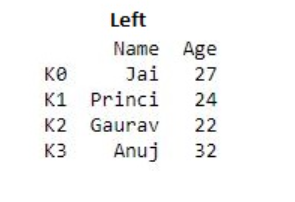 Left
Name Age
K0 Jai 27
K1 Princi 24
K2 Gaurav 22
K3 Anuj 32